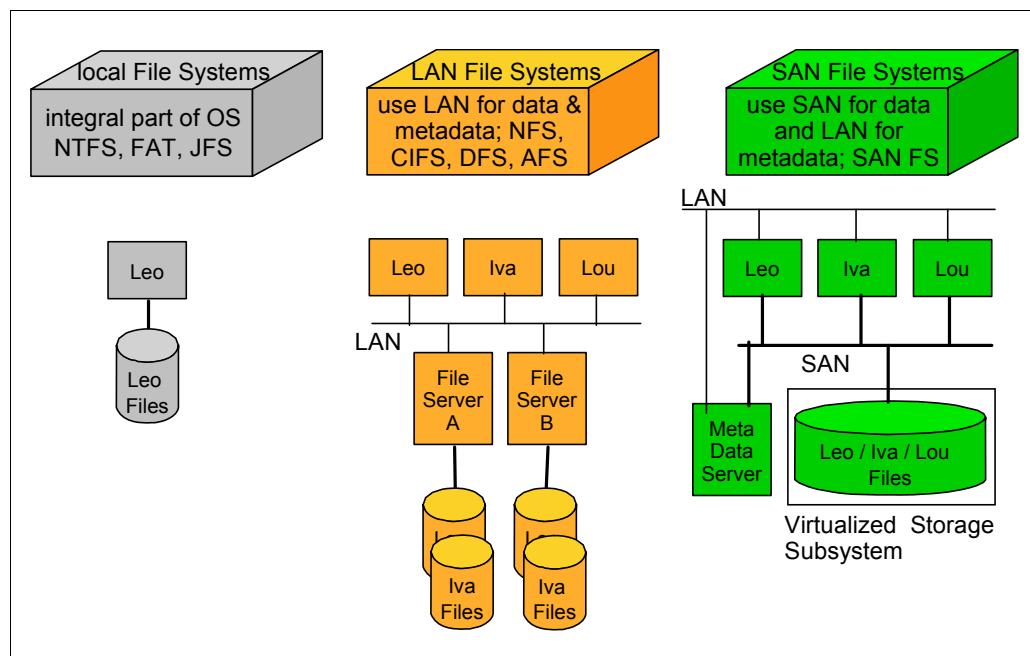 local File Systems
integral part of OS
NTFS, FAT, JFS
LAN File Systems
use LAN for data &
metadata; NFS,
CIFS, DFS, AFS
SAN File Systems
use SAN for data
and LAN for
metadata; SAN FS
Leo
Leo
Files
Leo
Iva
Lou
LAN
File
Server
A
File
Server
B
Iva
Files
Iva
Files
LAN
Leo
Iva
Lou
SAN
Meta
Data
Server
Leo / Iva / Lou
Files
Virtualized Storage
Subsystem